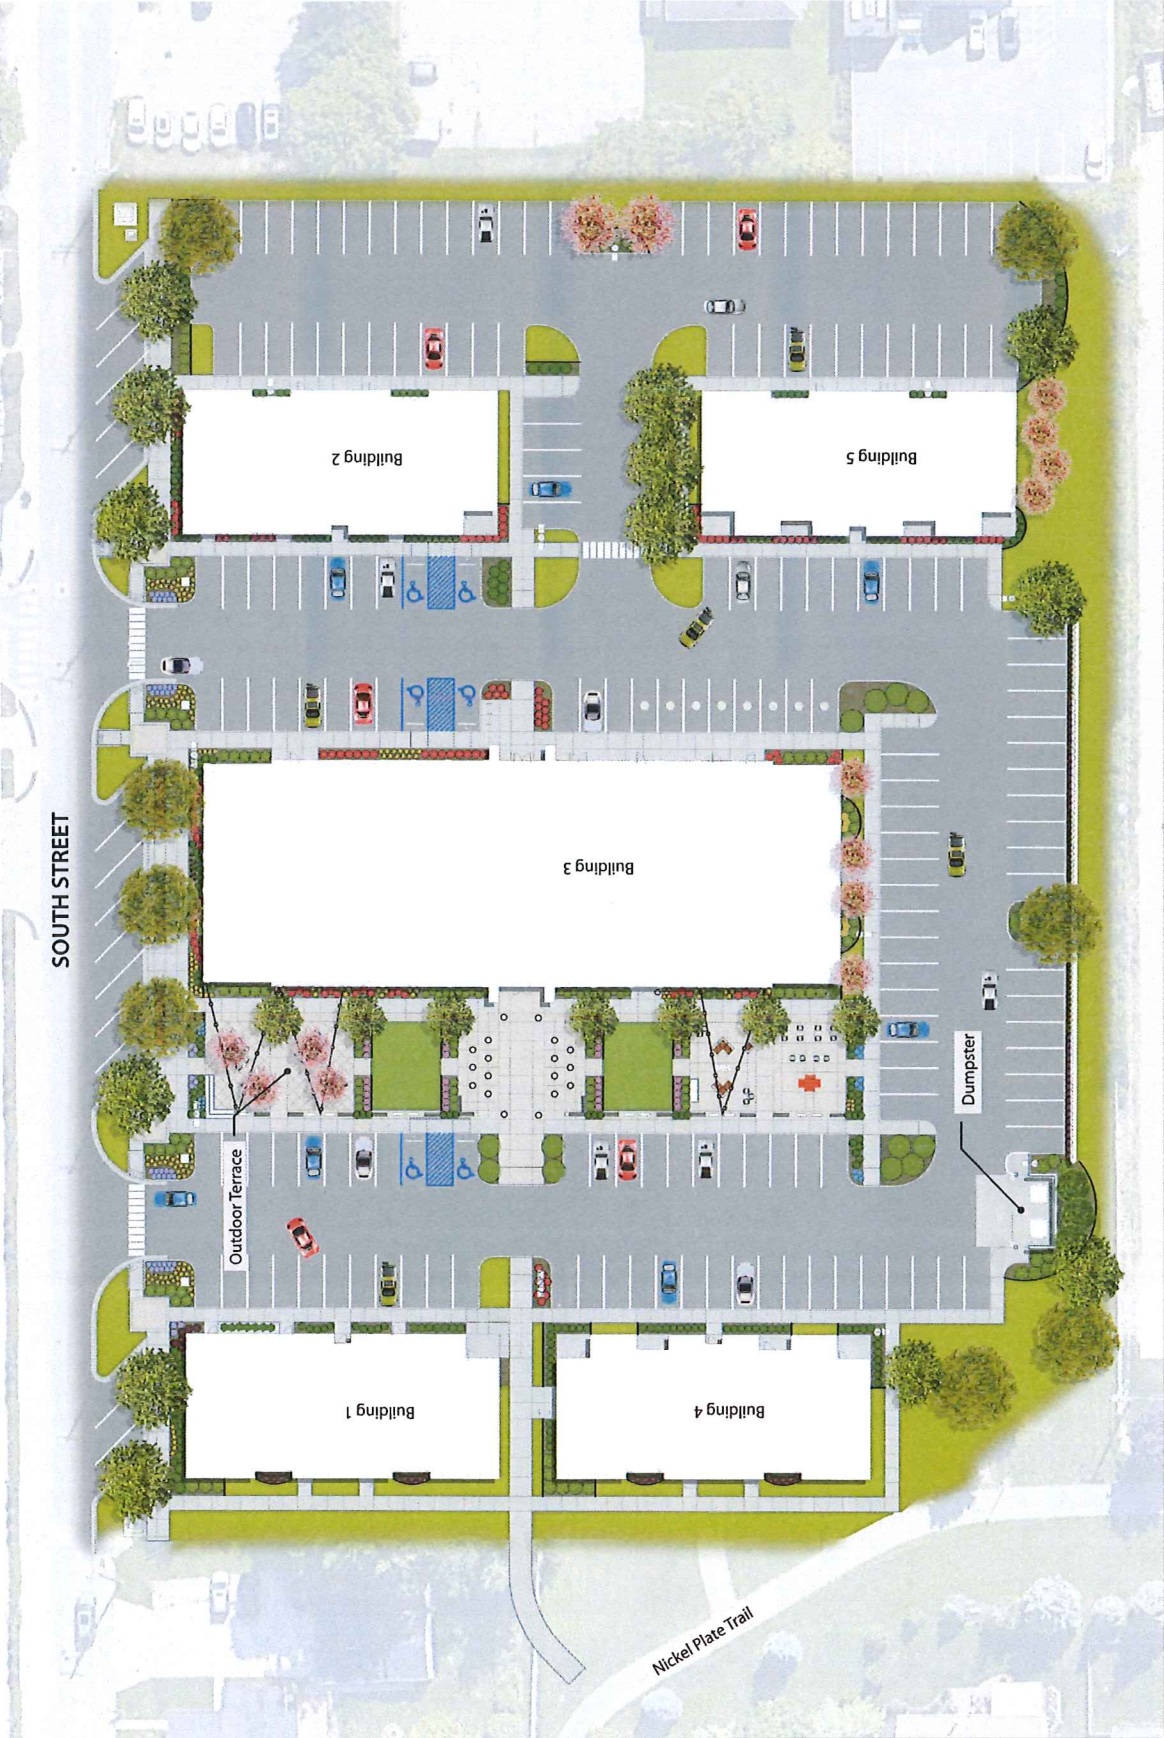 Building 2
Building 5
SOUTH STREET
Building 3
Outdoor Terrace
Dumpster
Building 1
Building 4
Nickel Plate Trail